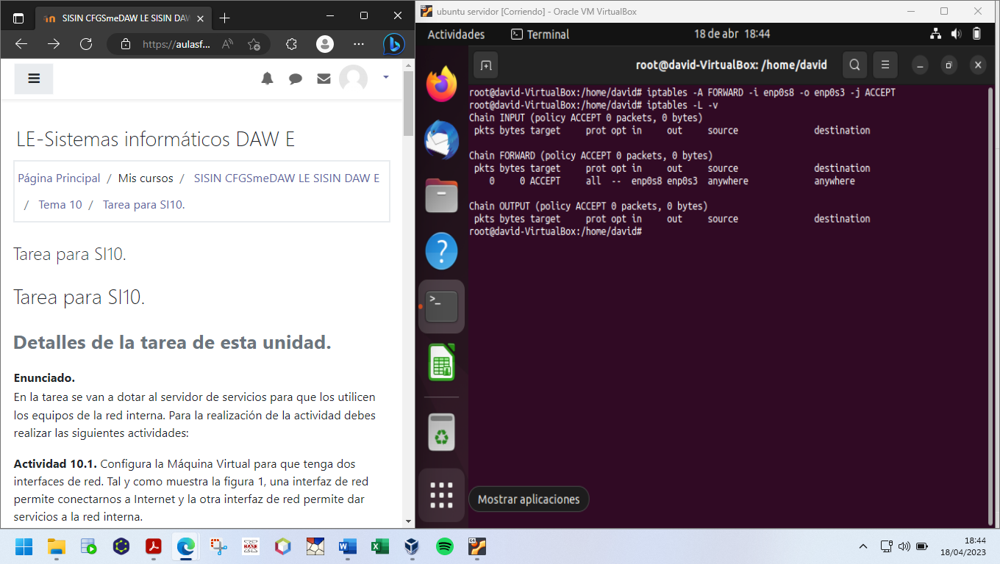 SISIN CFGSmeDAW LE SISIN DAW
https://aulasf...
LE-Sistemas informáticos DAW E
Página Principal / Mis cursos / SISIN CFGSmeDAW LE SISIN DAW E
/ Tema 10 / Tarea para SI10.
Tarea para SI10.
Tarea para SI10.
Detalles de la tarea de esta unidad.
Enunciado.
En la tarea se van a dotar al servidor de servicios para que los utilicen
los equipos de la red interna. Para la realización de la actividad debes
realizar las siguientes actividades:
Actividad 10.1. Configura la Máquina Virtual para que tenga dos
interfaces de red. Tal y como muestra la figura 1, una interfaz de red
permite conectarnos a Internet y la otra interfaz de red permite dar
servicios a la red interna.
ubuntu servidor [Corriendo] - Oracle VM VirtualBox
Actividades Terminal 18 de abr 18:44
root@david-VirtualBox: /home/david
root@david-VirtualBox:/home/david# iptables -A FORWARD -i enp0s8 -o enp0s3 -j ACCEPT
root@david-VirtualBox:/home/david# iptables -L -v
Chain INPUT (policy ACCEPT 0 packets, 0 bytes)
pkts bytes target prot opt in out source destination
Chain FORWARD (policy ACCEPT 0 packets, 0 bytes)
pkts bytes target prot opt in out source destination
0 0 ACCEPT all -- enp0s8 enp0s3 anywhere anywhere
Chain OUTPUT (policy ACCEPT 0 packets, 0 bytes)
pkts bytes target prot opt in out source destination
root@david-VirtualBox:/home/david#
Mostrar aplicaciones
18:44
18/04/2023